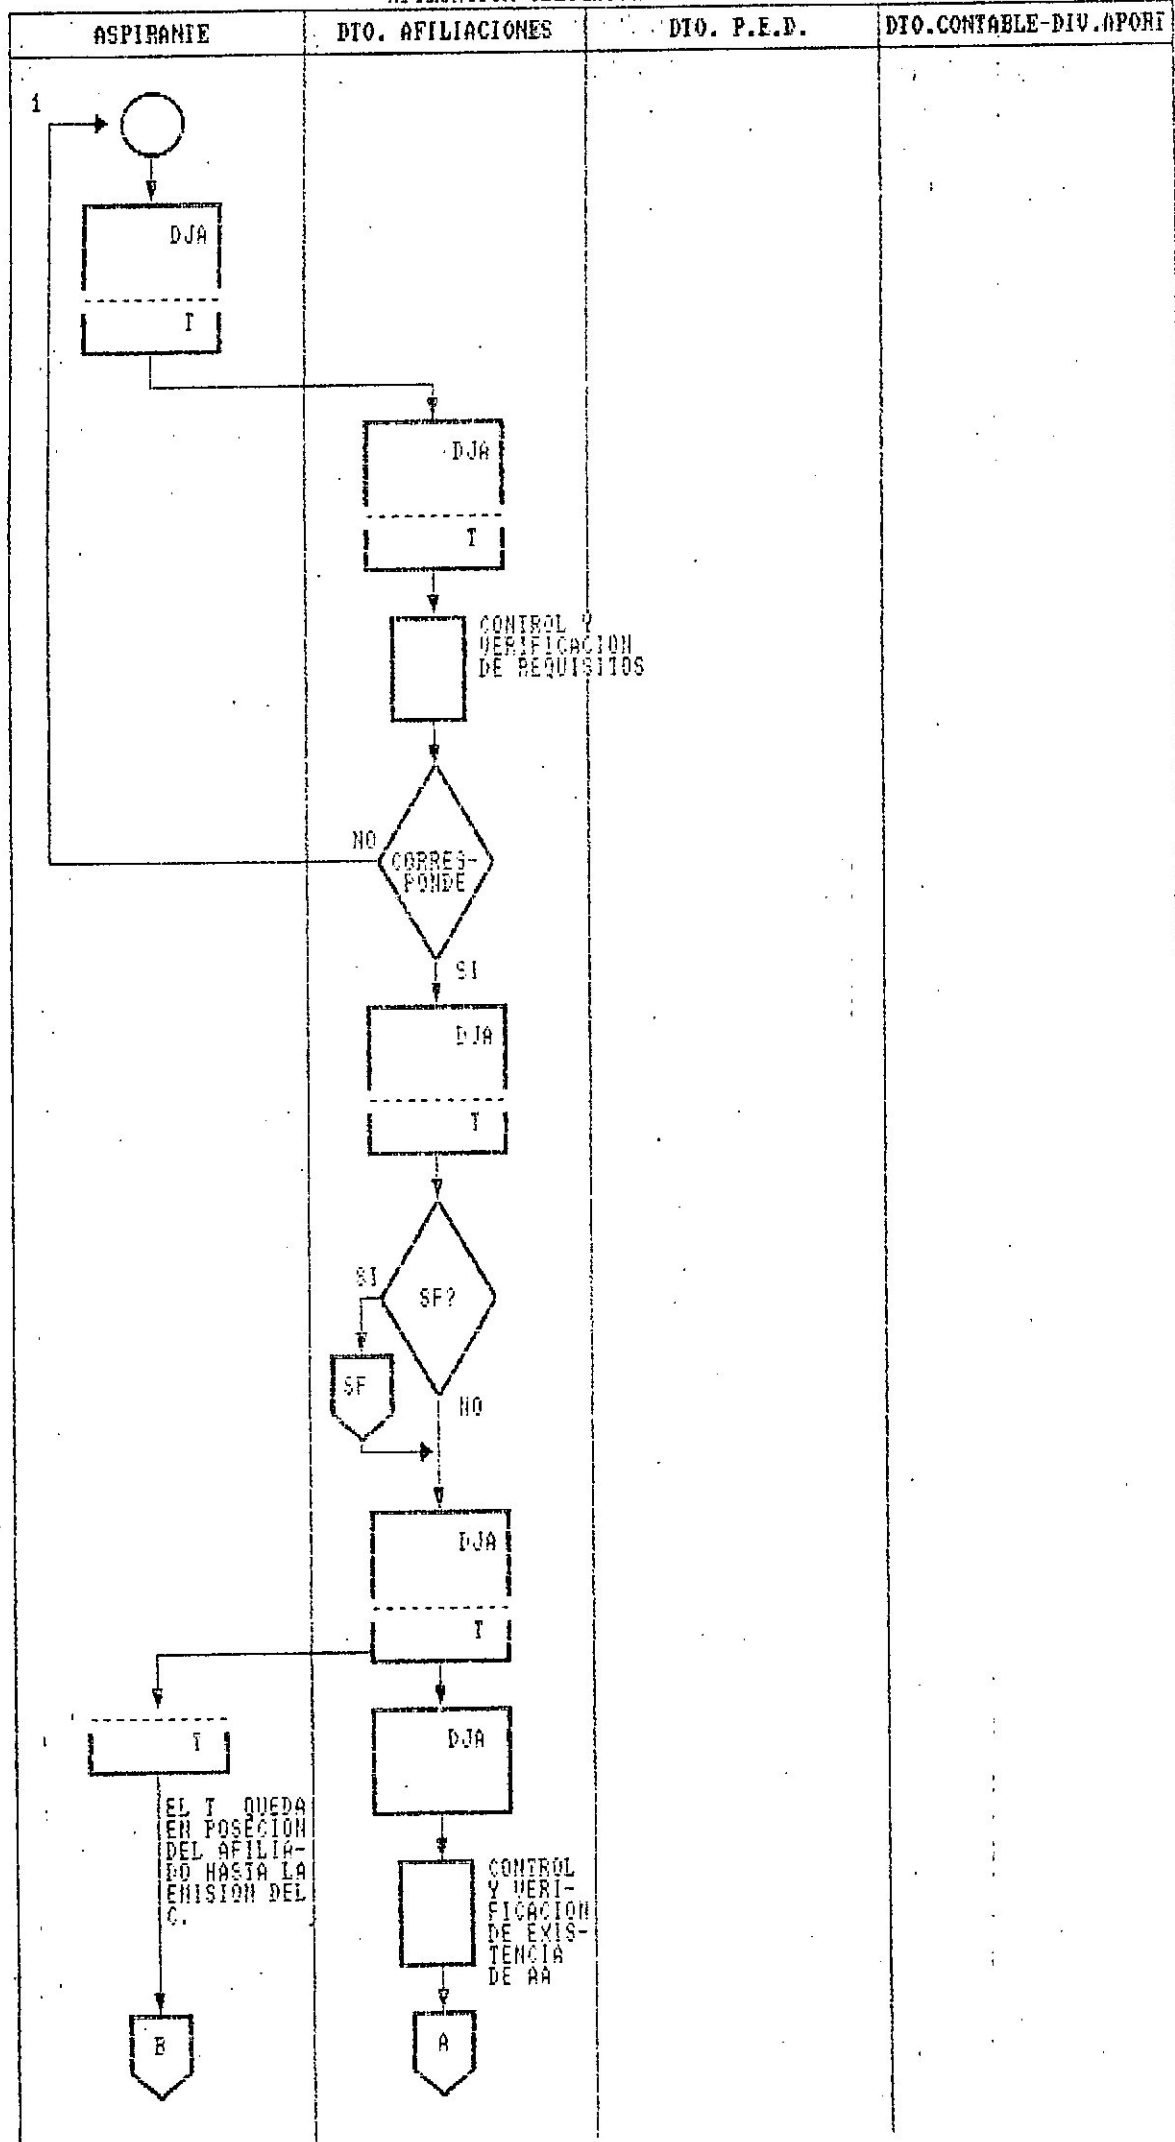 ASPIRANTE
DTO. AFILIACIONES
DTO. P.E.D.
DTO.CONTABLE-DIV.APORT
1
DJA
T
DJA
T
CONTROL Y
VERIFICACION
DE REQUISITOS
NO
CORRES-
PONDE
SI
DJA
T
SI
SF?
SF
NO
DJA
T
T
DJA
EL T QUEDA
EN POSECION
DEL AFILIA-
DO HASTA LA
EMISION DEL
C.
CONTROL
Y VERI-
FICACION
DE EXIS-
TENCIA
DE AA
B
A